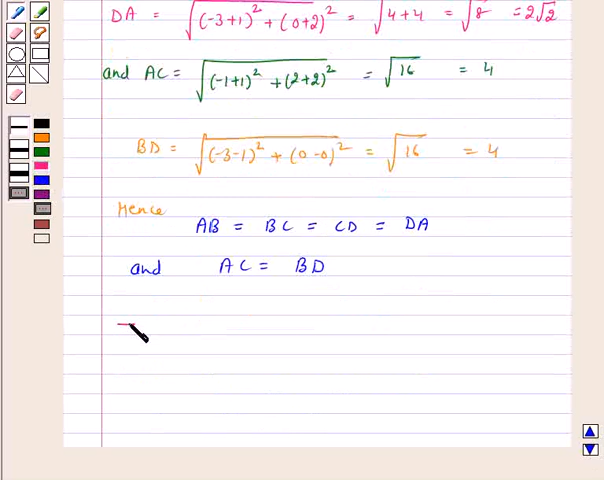 DA = √(-3+1)² + (0+2)² = √4+4 = √8 = 2√2
and AC = √(-1+1)² + (2+2)² = √16 = 4
BD = √(-3-1)² + (0-0)² = √16 = 4
Hence
AB = BC = CD = DA
and AC = BD